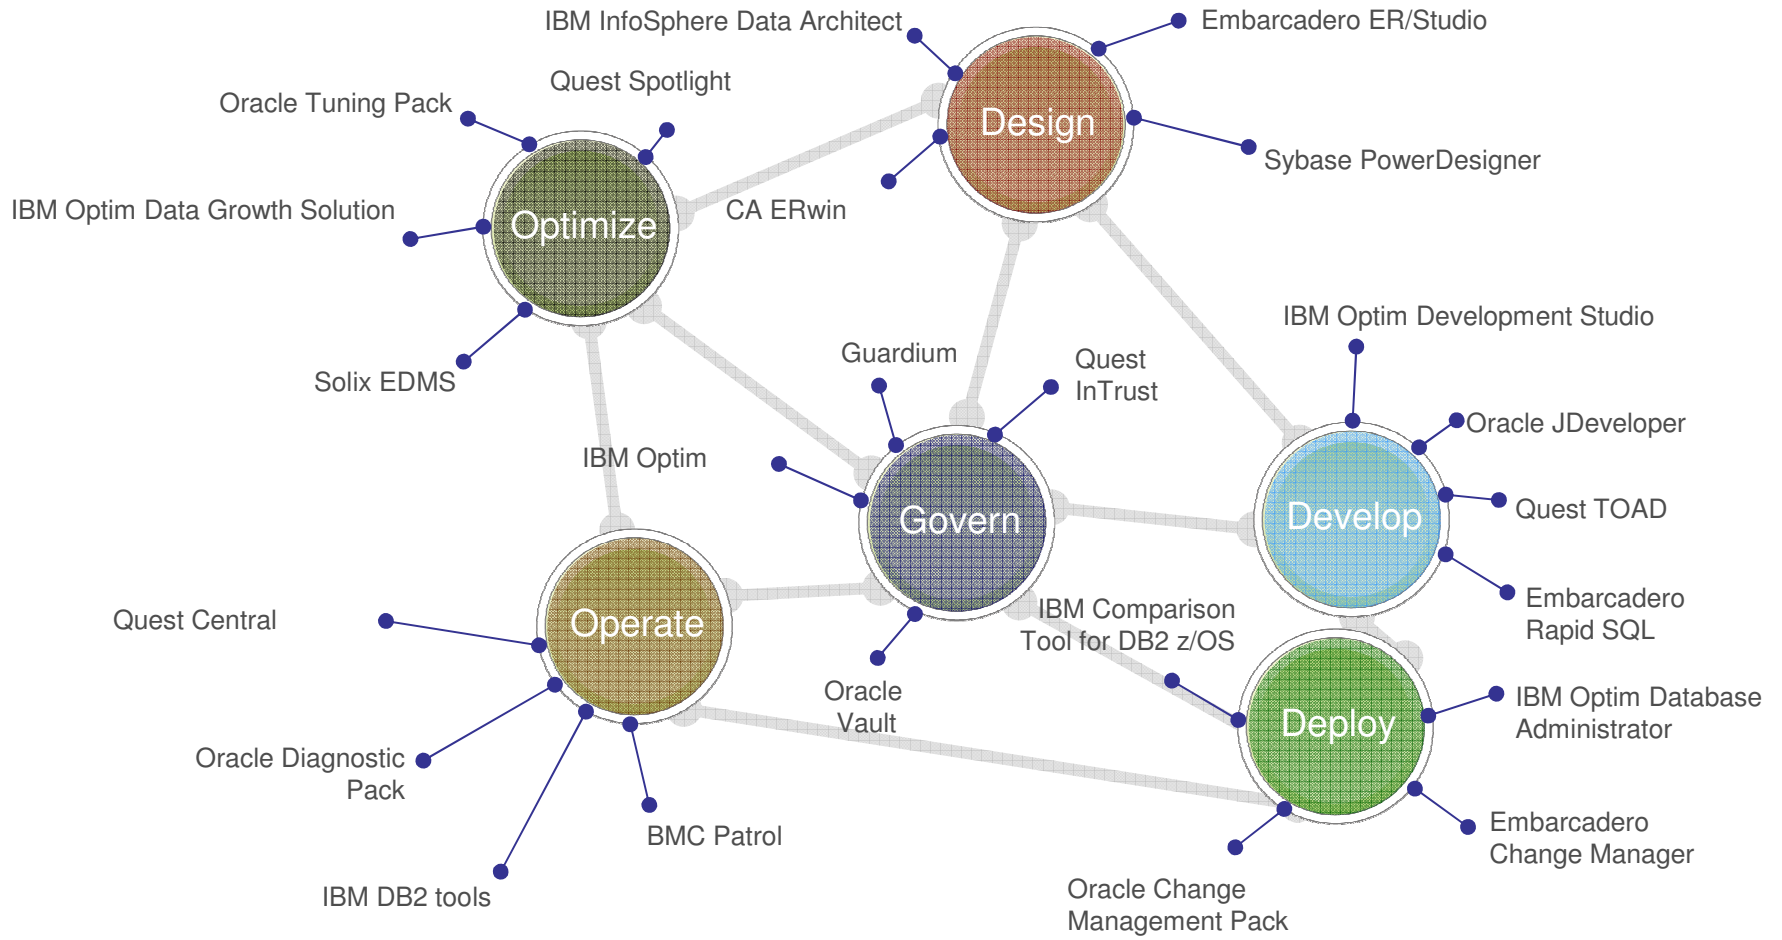 IBM InfoSphere Data Architect
Embarcadero ER/Studio
Quest Spotlight
Oracle Tuning Pack
Design
Sybase PowerDesigner
IBM Optim Data Growth Solution
CA ERwin
Optimize
IBM Optim Development Studio
Guardium
Quest
InTrust
Solix EDMS
Oracle JDeveloper
IBM Optim
Quest TOAD
Govern
Develop
Embarcadero
Rapid SQL
Quest Central
Operate
IBM Comparison
Tool for DB2 z/OS
Oracle
Vault
Deploy
IBM Optim Database
Administrator
Oracle Diagnostic
Pack
BMC Patrol
Embarcadero
Change Manager
IBM DB2 tools
Oracle Change
Management Pack